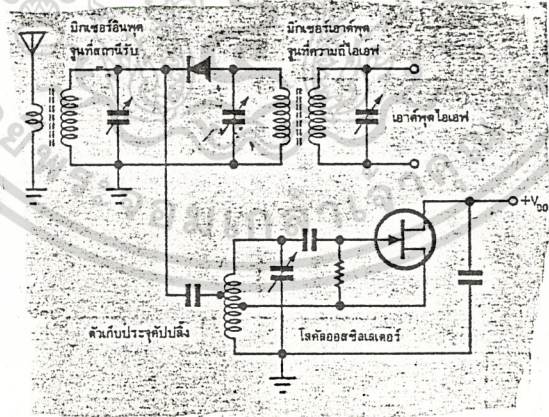 มิกเซอร์อินพุต
จูนที่สถานีรับ
มิกเซอร์เอาต์พุต
จูนที่ความถี่ไอเอฟ
เอาต์พุตไอเอฟ
+V_DD
ตัวเก็บประจุคัปปลิ้ง
โลคัลออสซิลเลเตอร์